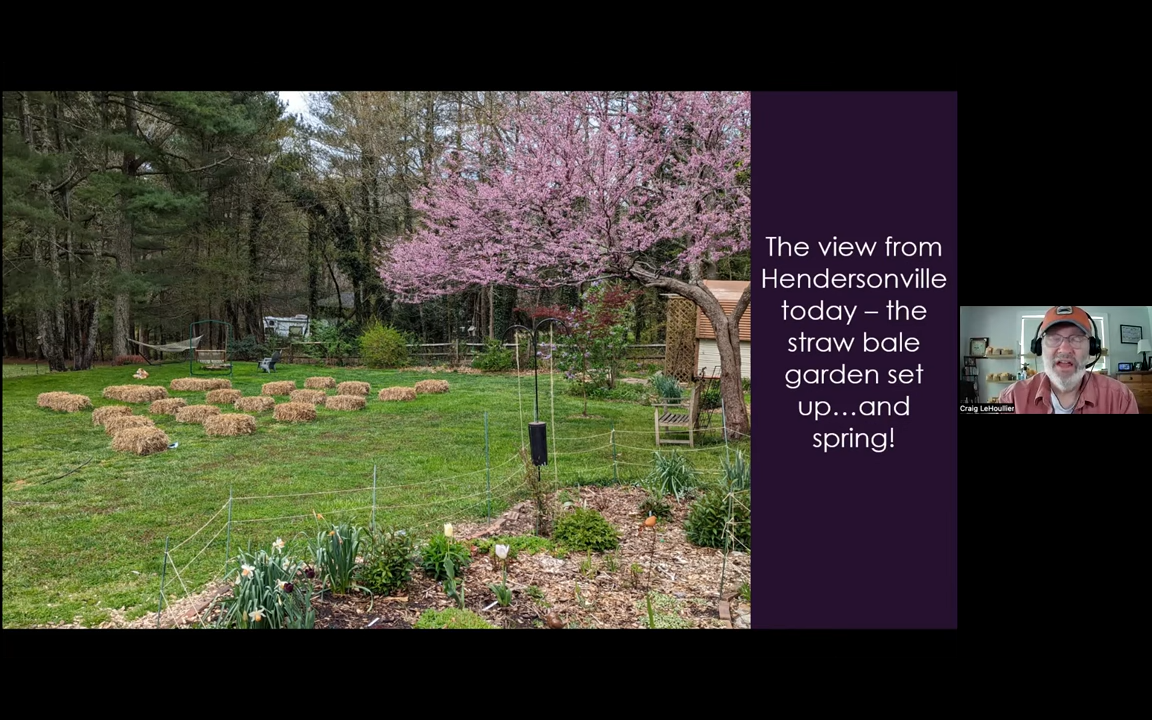 The view from
Hendersonville
today – the
straw bale
garden set
up...and
spring!
Craig LeHoullier